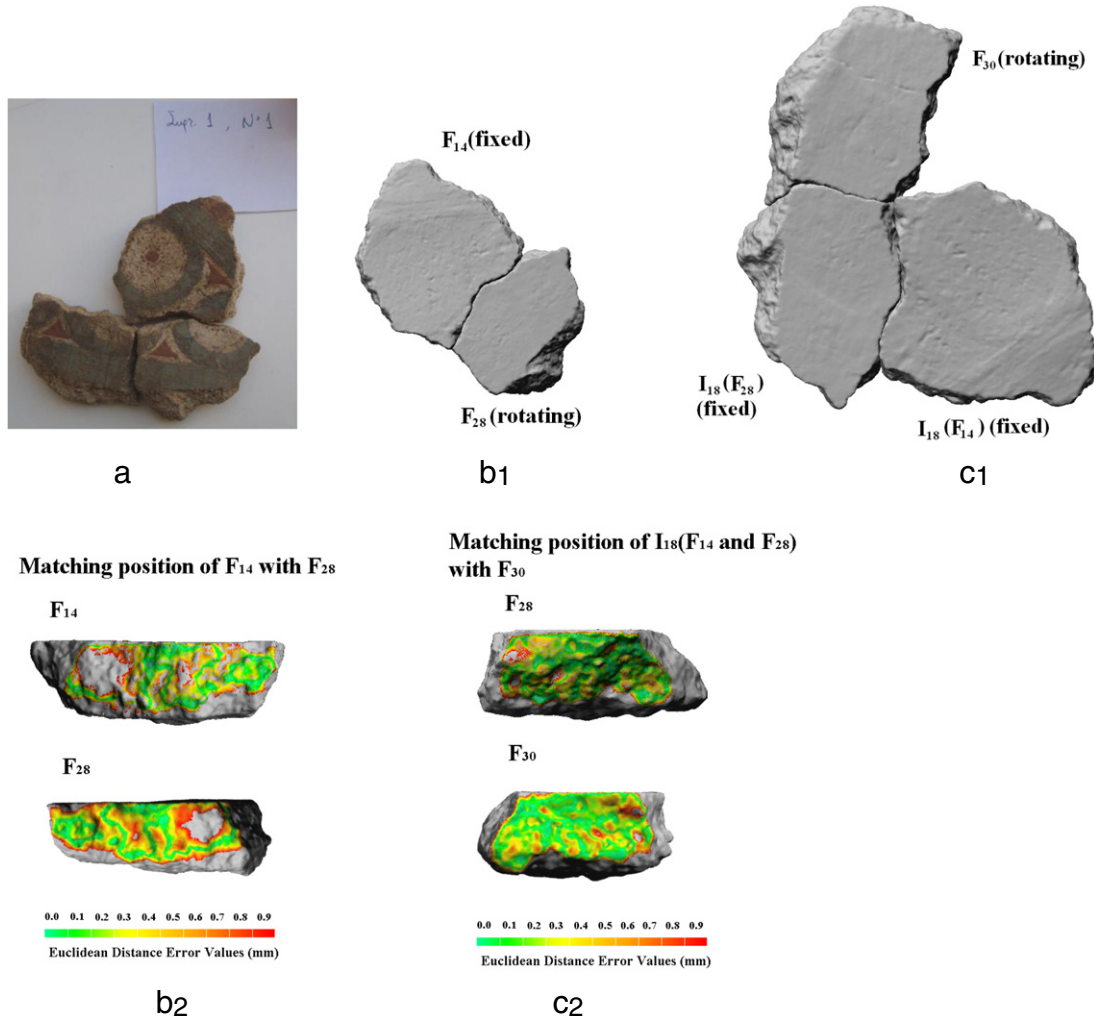 Συρ. 1 , N°1
F₁₄(fixed)
F₂₈(rotating)
F₃₀(rotating)
I₁₈(F₂₈)
(fixed)
I₁₈(F₁₄) (fixed)
a
b1
c1
Matching position of F₁₄ with F₂₈
F₁₄
F₂₈
0.0 0.1 0.2 0.3 0.4 0.5 0.6 0.7 0.8 0.9
Euclidean Distance Error Values (mm)
b2
Matching position of I₁₈(F₁₄ and F₂₈)
with F₃₀
F₂₈
F₃₀
0.0 0.1 0.2 0.3 0.4 0.5 0.6 0.7 0.8 0.9
Euclidean Distance Error Values (mm)
c2